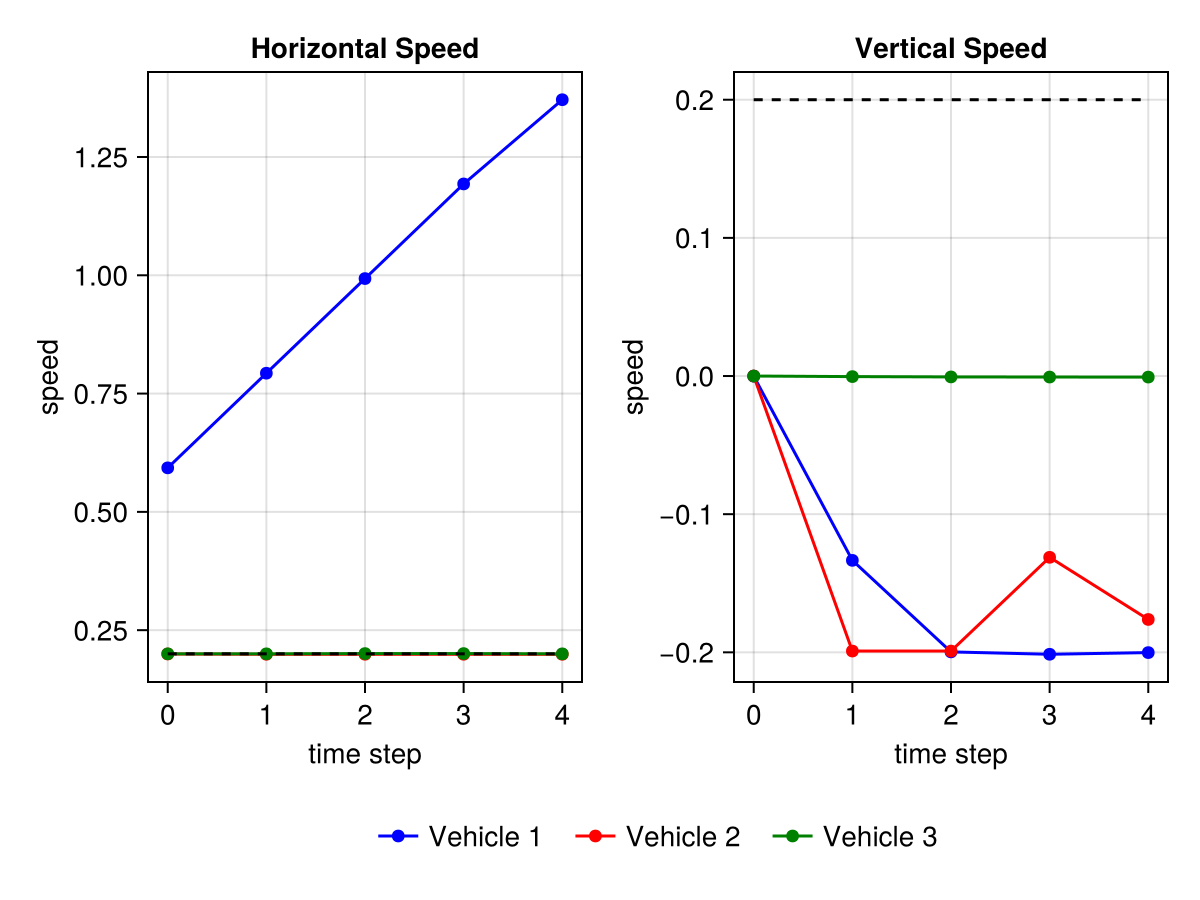 Horizontal Speed
speed
1.25
1.00
0.75
0.50
0.25
0 1 2 3 4
time step
Vertical Speed
speed
0.2
0.1
0.0
−0.1
−0.2
0 1 2 3 4
time step
Vehicle 1 Vehicle 2 Vehicle 3